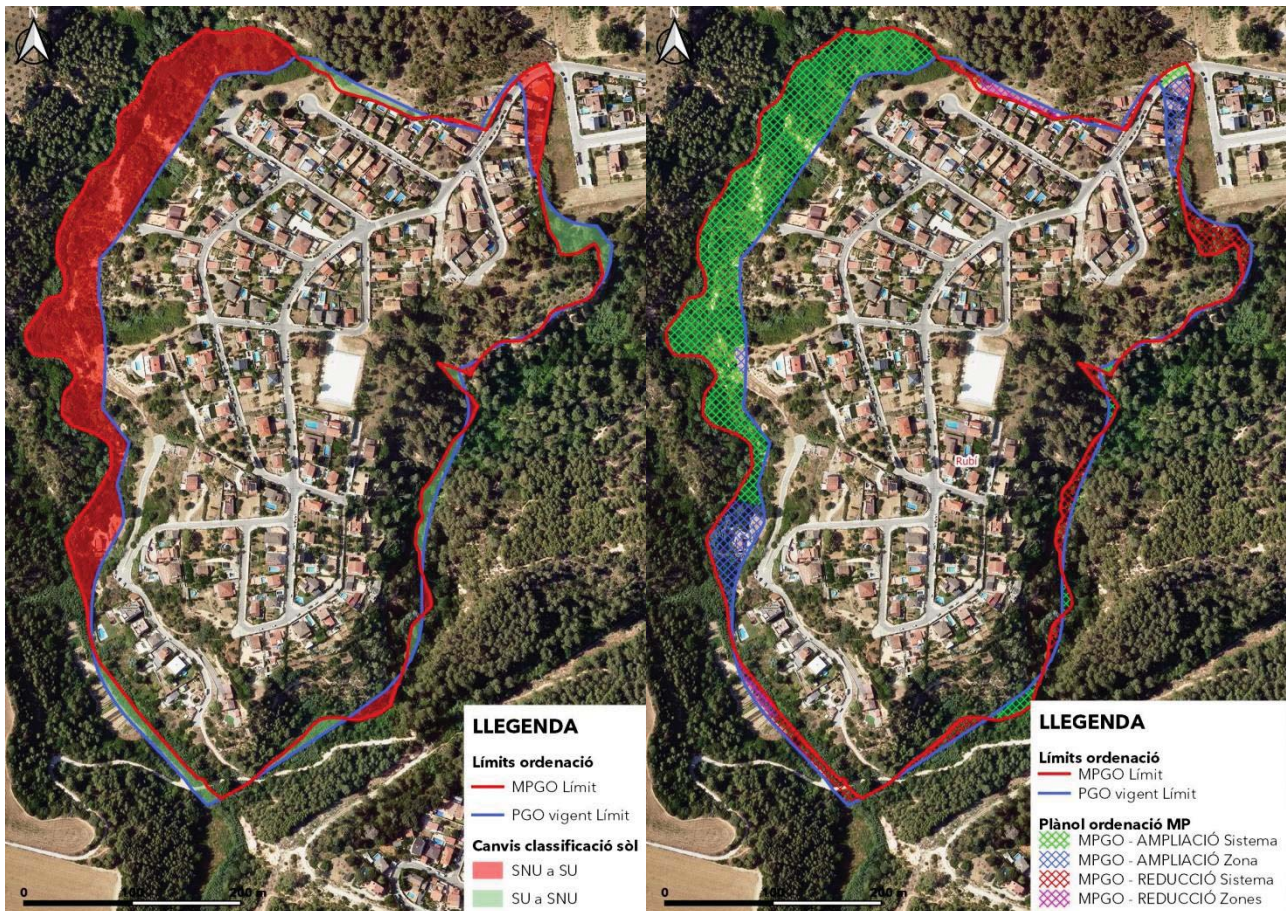 N
LLEGENDA
Límits ordenació
MPGO Límit
PGO vigent Límit
Canvis classificació sòl
SNU a SU
SU a SNU
0
200 m
N
Rubí
LLEGENDA
Límits ordenació
MPGO Límit
PGO vigent Límit
Plànol ordenació MP
MPGO - AMPLIACIÓ Sistema
MPGO - AMPLIACIÓ Zona
MPGO - REDUCCIÓ Sistema
MPGO - REDUCCIÓ Zones
0
200 m